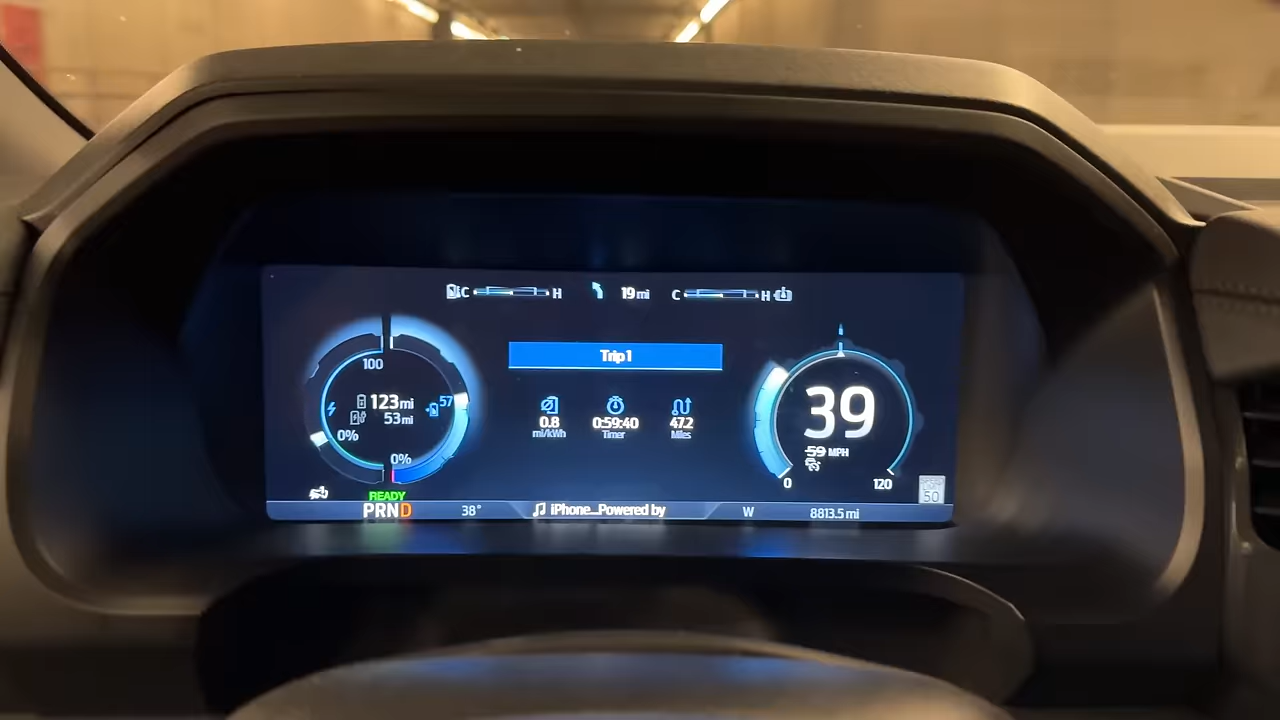 C H 19 mi C H
100
123 mi
53 mi
57
0%
0%
READY
PRND
38°
Trip 1
0.8 0:59:40 47.2
mi/kWh Timer Miles
iPhone_Powered by
W
39
59 MPH
0 120
50
8813.5 mi